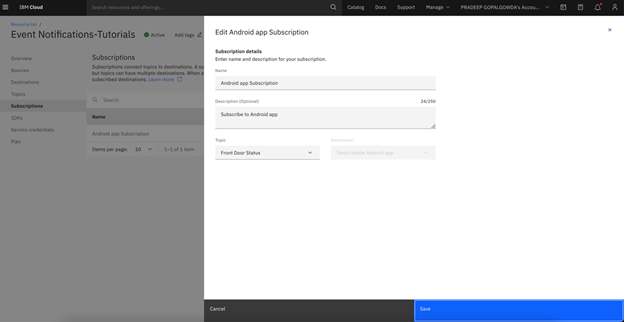 IBM Cloud
Search resources and offerings...
Catalog
Docs
Support
Manage
PRADEEP GOPALGOWDA's Accou...
Resource list /
Event Notifications-Tutorials
Active
Add tags
Overview
Sources
Destinations
Topics
Subscriptions
SDKs
Service credentials
Plan
Subscriptions
Subscriptions connect topics to destinations. A su
but topics can have multiple destinations. When a
subscribed destinations. Learn more
Search
Name
Android app Subscription
Items per page: 10
1–1 of 1 item
Edit Android app Subscription
Subscription details
Enter name and description for your subscription.
Name
Android app Subscription
Description (Optional)
24/250
Subscribe to Android app
Topic
Destination
Front Door Status
Smart Home Android app
Cancel
Save